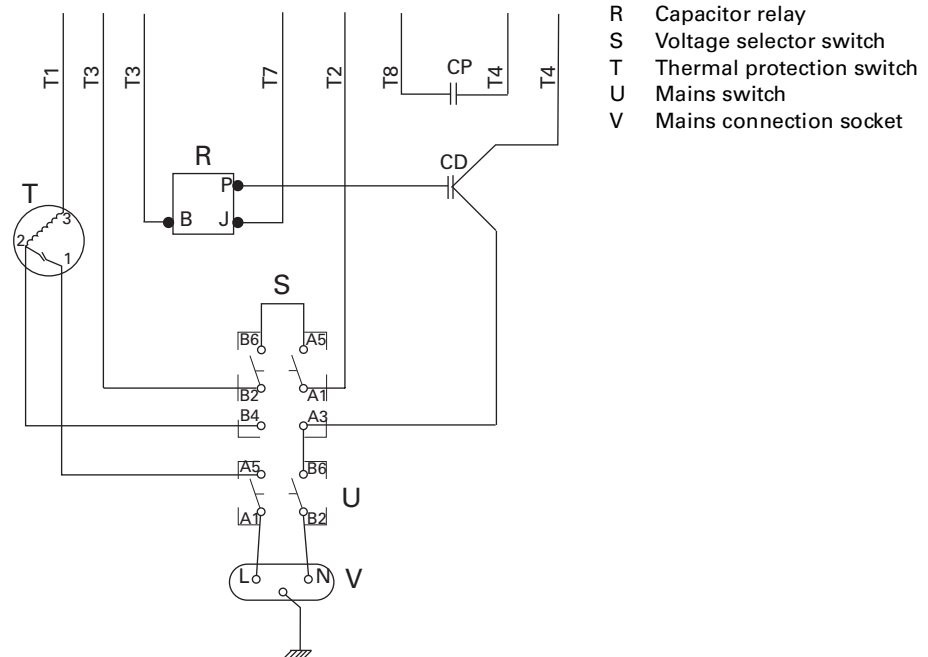 R Capacitor relay
S Voltage selector switch
T Thermal protection switch
U Mains switch
V Mains connection socket
T1 T3 T3 T7 T2 T8 CP T4 T4
R CD
P
T
B J
3
2
1
S
B6 A5
B2 A1
B4 A3
A5 B6
U
A1 B2
L N V